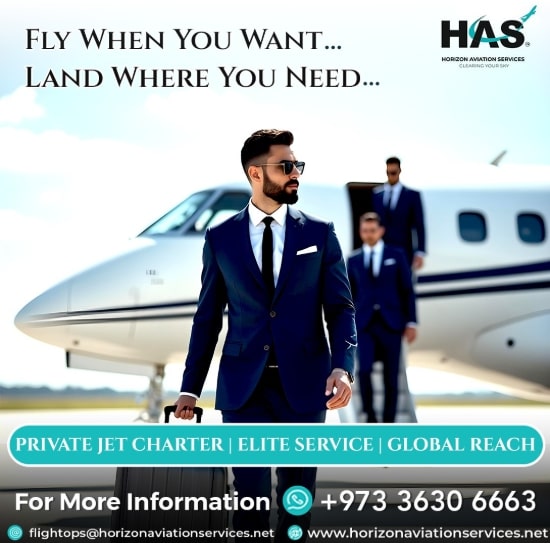 FLY WHEN YOU WANT...
LAND WHERE YOU NEED...
HAS®
HORIZON AVIATION SERVICES
CLEARING YOUR SKY
PRIVATE JET CHARTER | ELITE SERVICE | GLOBAL REACH
For More Information +973 3630 6663
flightops@horizonaviationservices.net www.horizonaviationservices.net